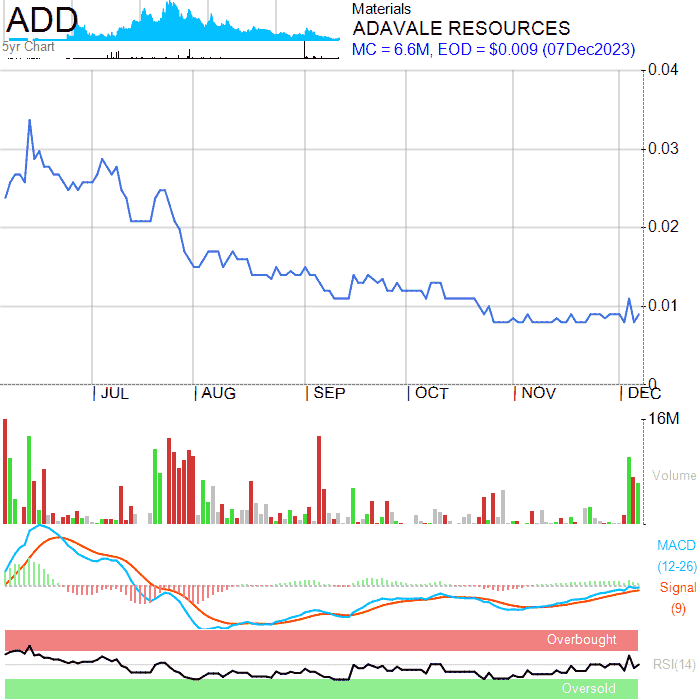 ADD
5yr Chart
Materials
ADAVALE RESOURCES
MC = 6.6M, EOD = $0.009 (07Dec2023)
0.04
0.03
0.02
0.01
0
JUL AUG SEP OCT NOV DEC
16M
Volume
MACD
(12-26)
Signal
(9)
Overbought
RSI(14)
Oversold